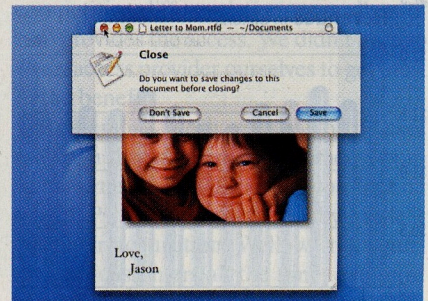 Letter to Mom.rtfd — ~/Documents
Close
Do you want to save changes to this
document before closing?
Don't Save
Cancel
Save
Love,
Jason